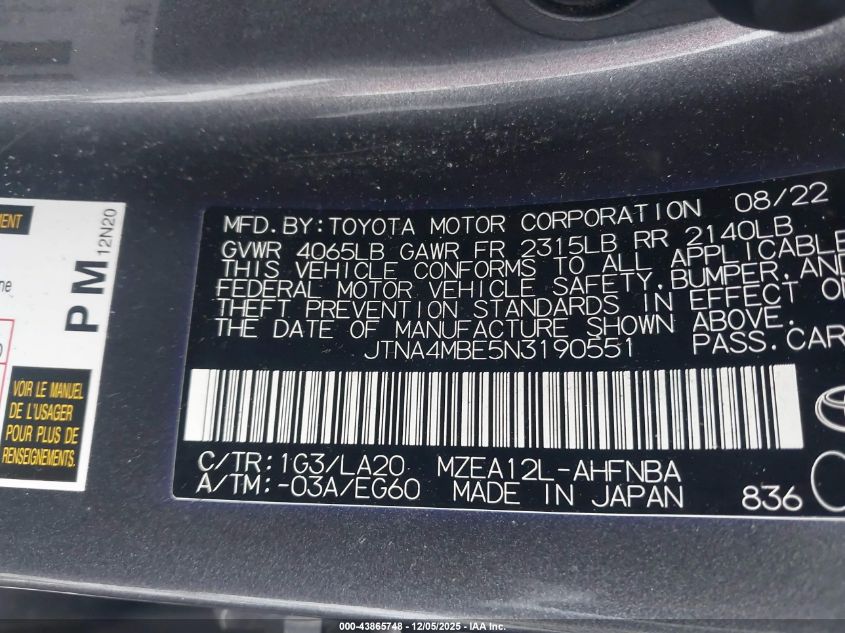 MENT
ne
PM
12N20
VOIR LE MANUEL
DE L'USAGER
POUR PLUS DE
RENSEIGNEMENTS.
MFD.BY:TOYOTA MOTOR CORPORATION 08/22
GVWR 4065LB GAWR FR 2315LB RR 2140LB
THIS VEHICLE CONFORMS TO ALL APPLICABLE
FEDERAL MOTOR VEHICLE SAFETY,BUMPER,AND
THEFT PREVENTION STANDARDS IN EFFECT O
THE DATE OF MANUFACTURE SHOWN ABOVE.
JTNA4MBE5N3190551 PASS.CAR
C/TR:1G3/LA20 MZEA12L-AHFNBA
A/TM:-03A/EG60 MADE IN JAPAN 836
000-43865748 - 12/05/2025 - IAA Inc.